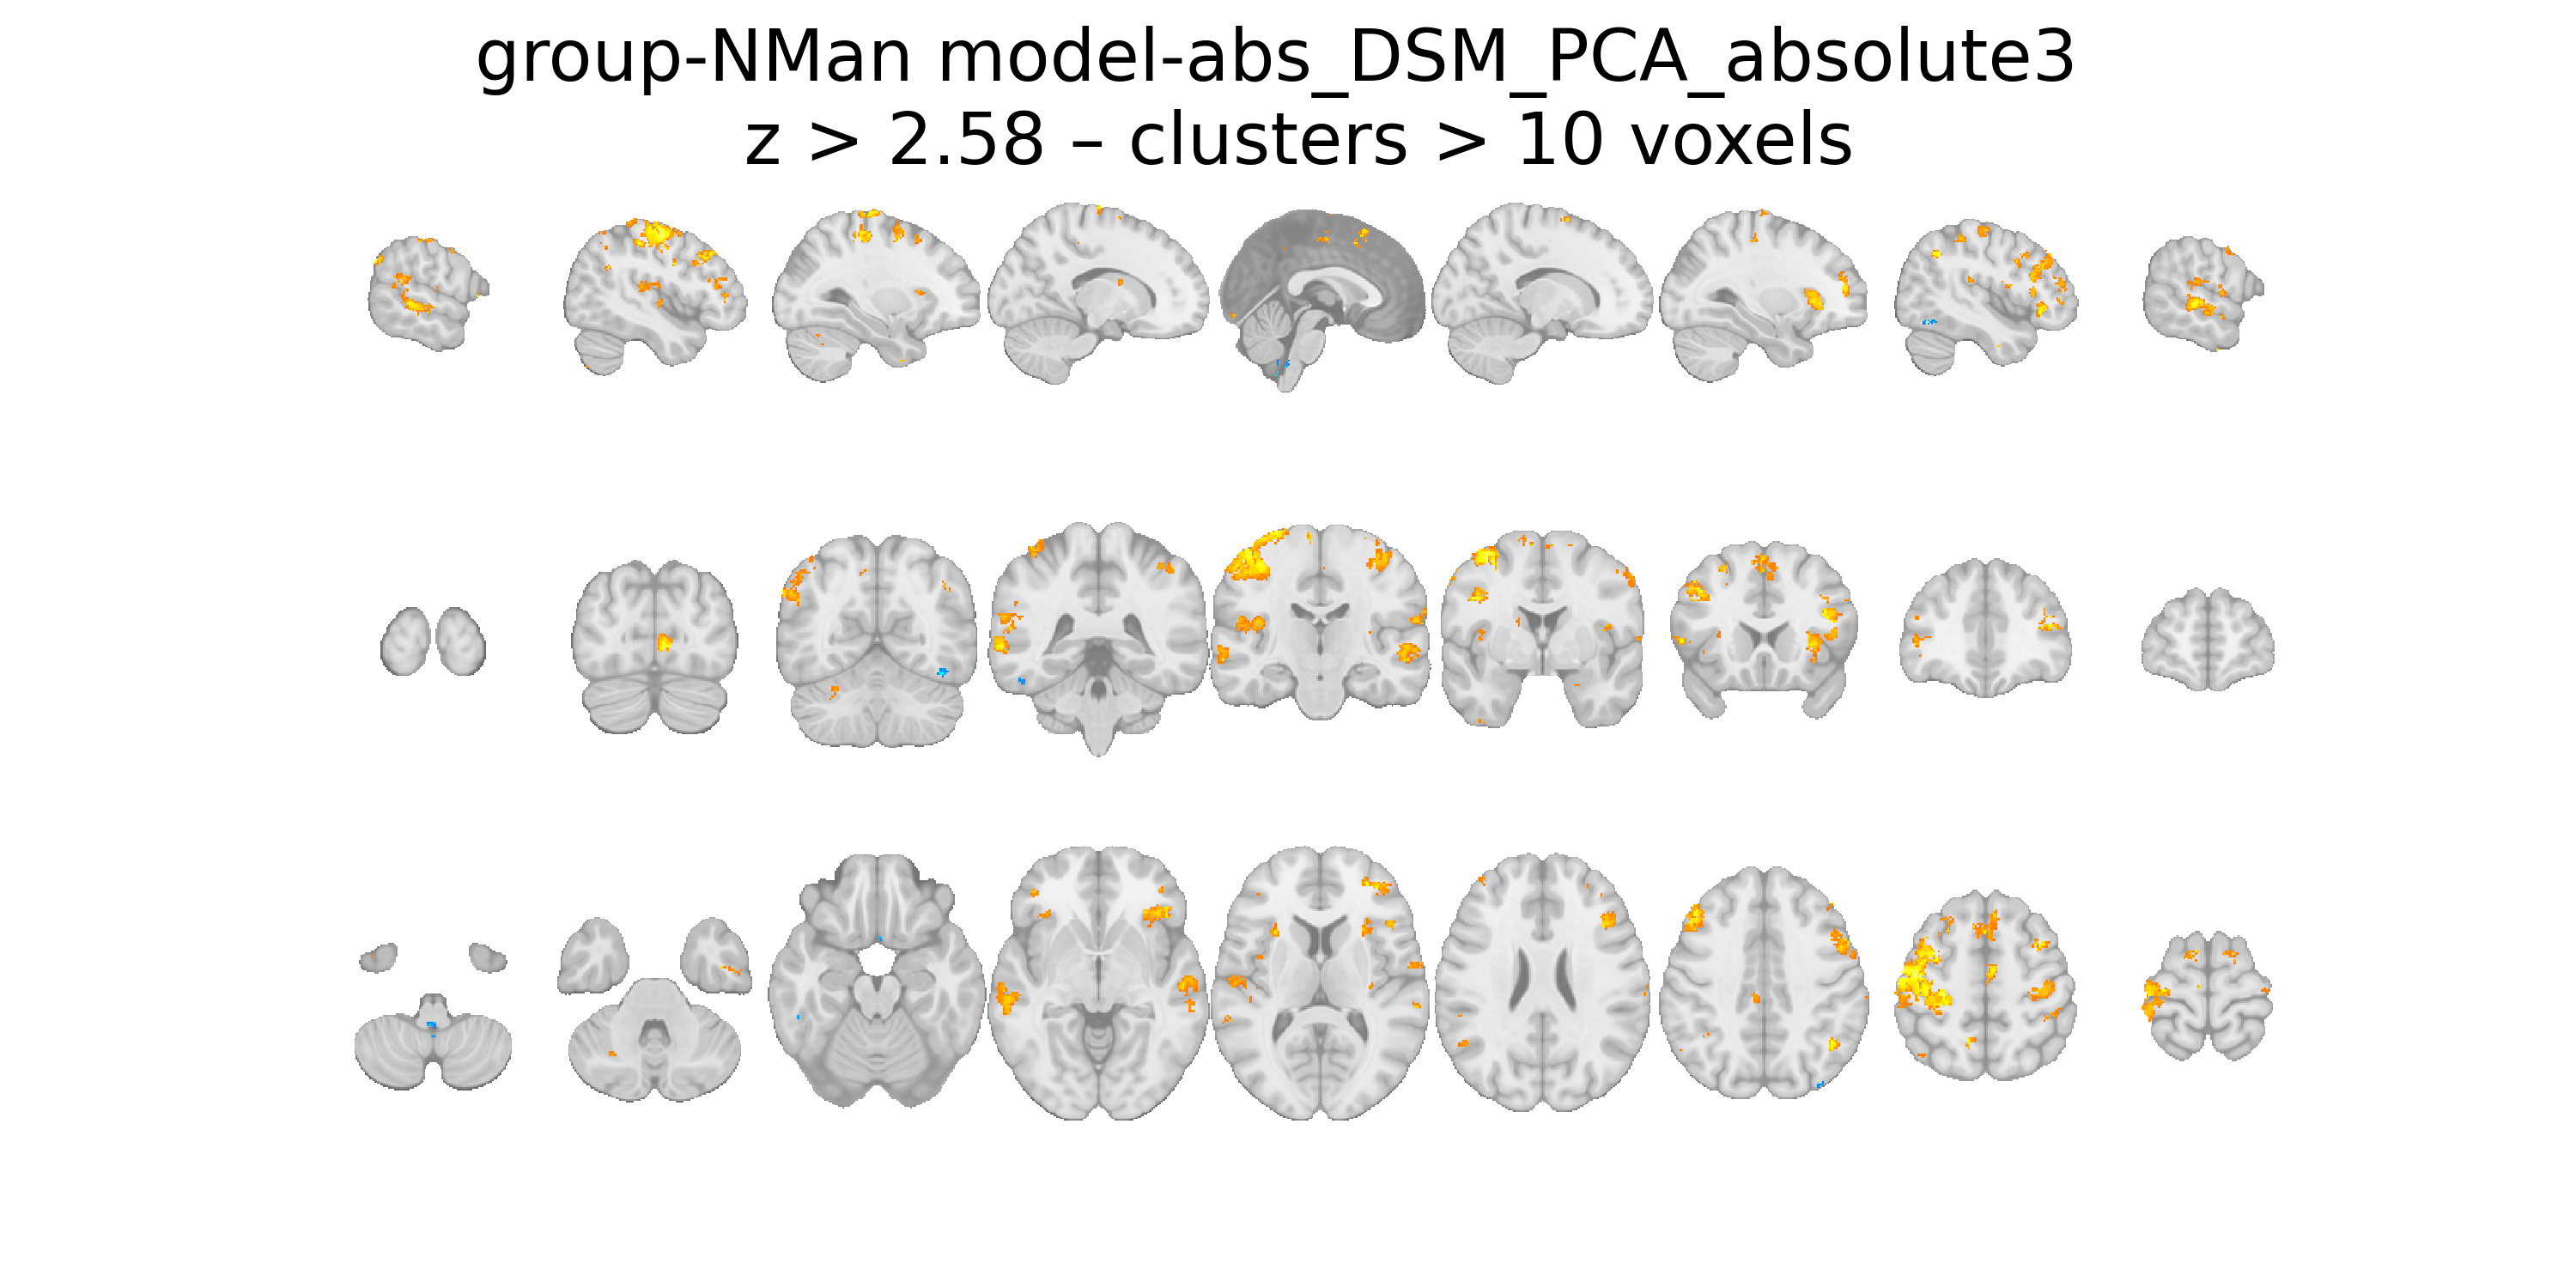 group-NMan model-abs_DSM_PCA_absolute3
z > 2.58 – clusters > 10 voxels